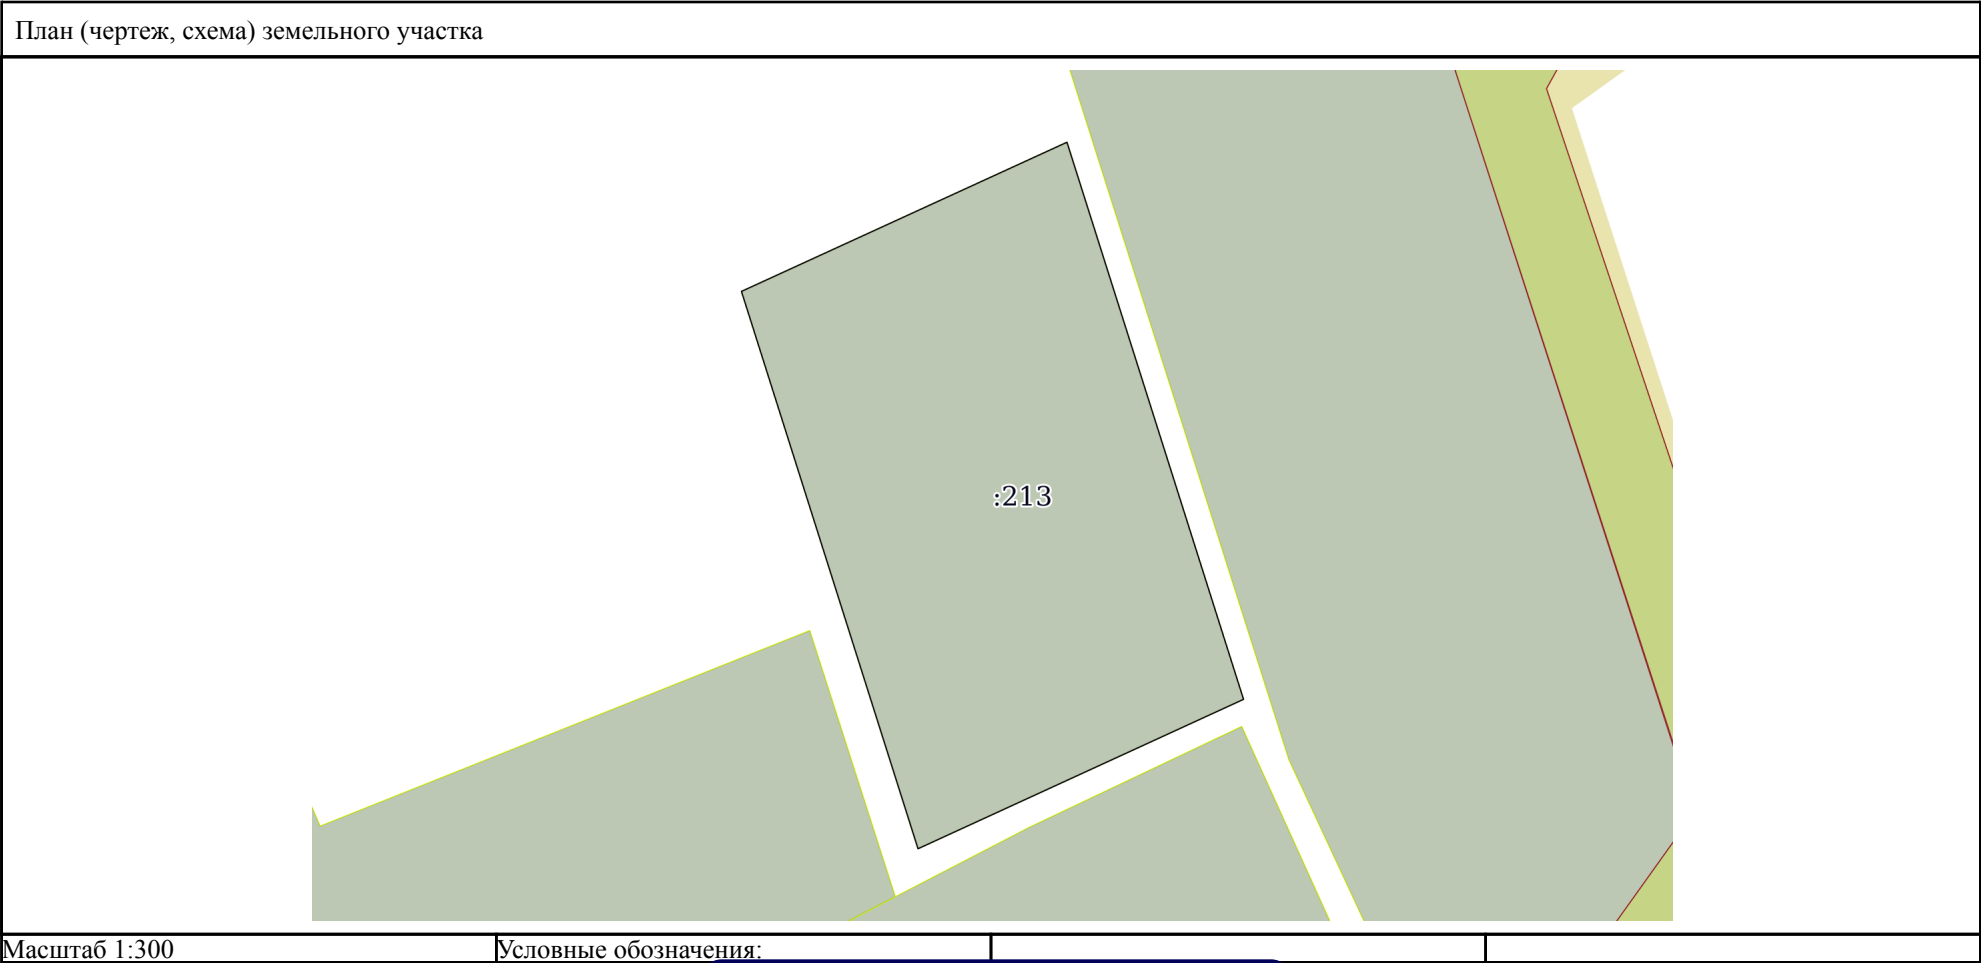 План (чертеж, схема) земельного участка
:213
Масштаб 1:300
Условные обозначения: